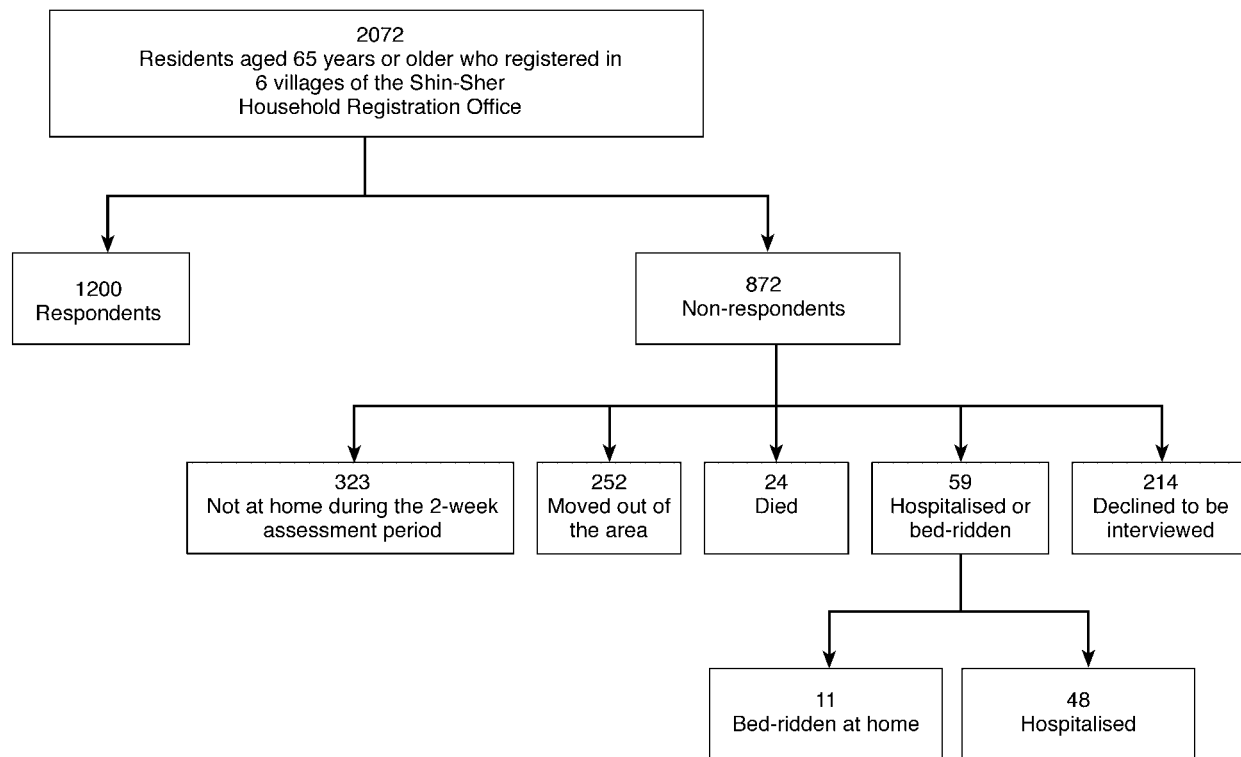 2072
Residents aged 65 years or older who registered in
6 villages of the Shin-Sher
Household Registration Office
1200
Respondents
872
Non-respondents
323
Not at home during the 2-week
assessment period
252
Moved out of
the area
24
Died
59
Hospitalised or
bed-ridden
214
Declined to be
interviewed
11
Bed-ridden at home
48
Hospitalised